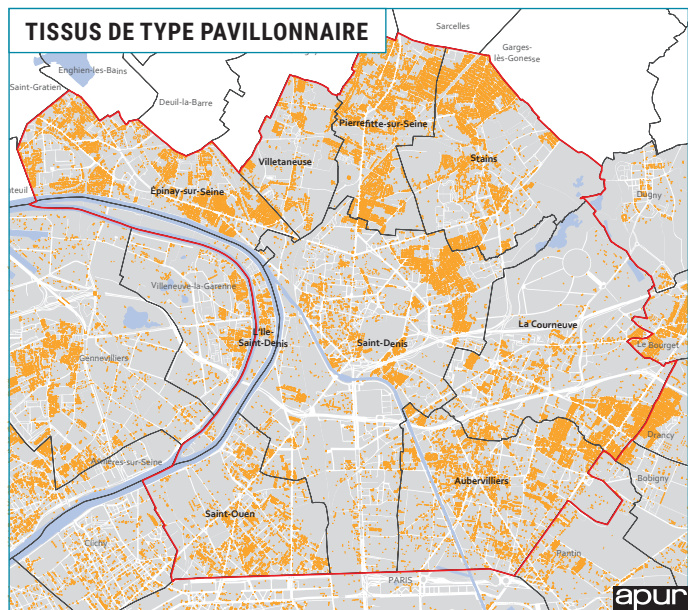 TISSUS DE TYPE PAVILLONNAIRE
Sarcelles
Garges-
lès-Gonesse
Enghien-les-Bains
Saint-Gratien
Deuil-la-Barre
Pierrefitte-sur-Seine
Villetaneuse
Stains
Épinay-sur-Seine
Dugny
Villeneuve-la-Garenne
La Courneuve
L'Ile-
Saint-Denis
Saint-Denis
Le Bourget
Gennevilliers
Drancy
Asnières-sur-Seine
Bobigny
Aubervilliers
Saint-Ouen
Clichy
Pantin
PARIS
apur